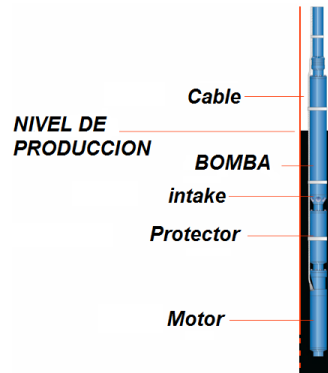 Cable
NIVEL DE
PRODUCCION
BOMBA
intake
Protector
Motor